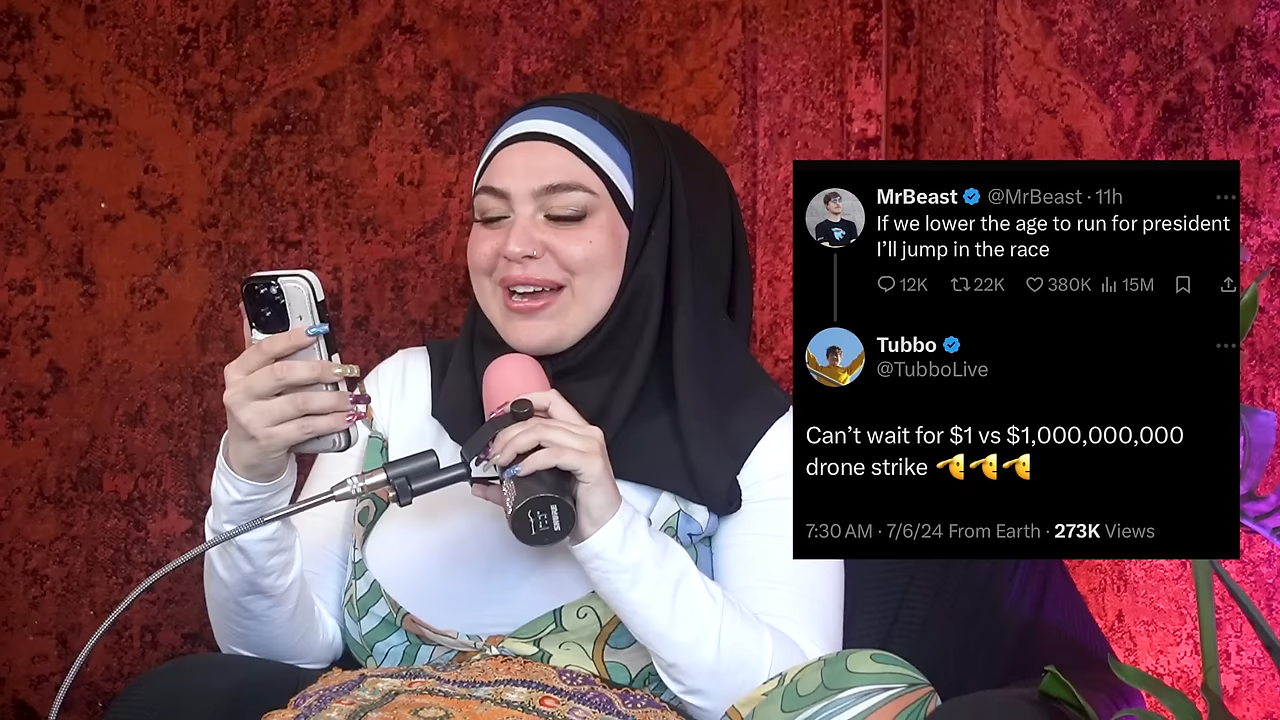 MrBeast @MrBeast · 11h
If we lower the age to run for president
I'll jump in the race
12K 22K 380K 15M
Tubbo
@TubboLive
Can't wait for $1 vs $1,000,000,000
drone strike
7:30 AM · 7/6/24 From Earth · 273K Views
SHURE